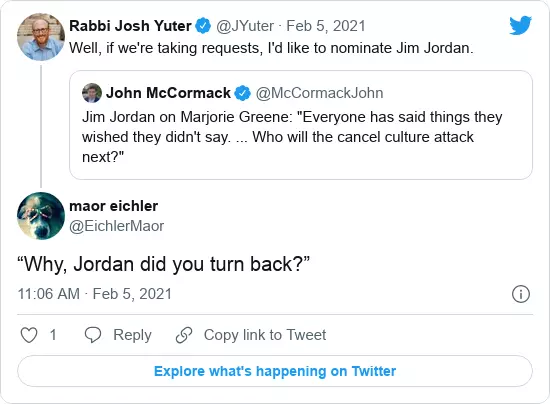 Rabbi Josh Yuter @JYuter · Feb 5, 2021
Well, if we're taking requests, I'd like to nominate Jim Jordan.
John McCormack @McCormackJohn
Jim Jordan on Marjorie Greene: "Everyone has said things they
wished they didn't say. ... Who will the cancel culture attack
next?"
maor eichler
@EichlerMaor
“Why, Jordan did you turn back?”
11:06 AM · Feb 5, 2021
1 Reply Copy link to Tweet
Explore what's happening on Twitter